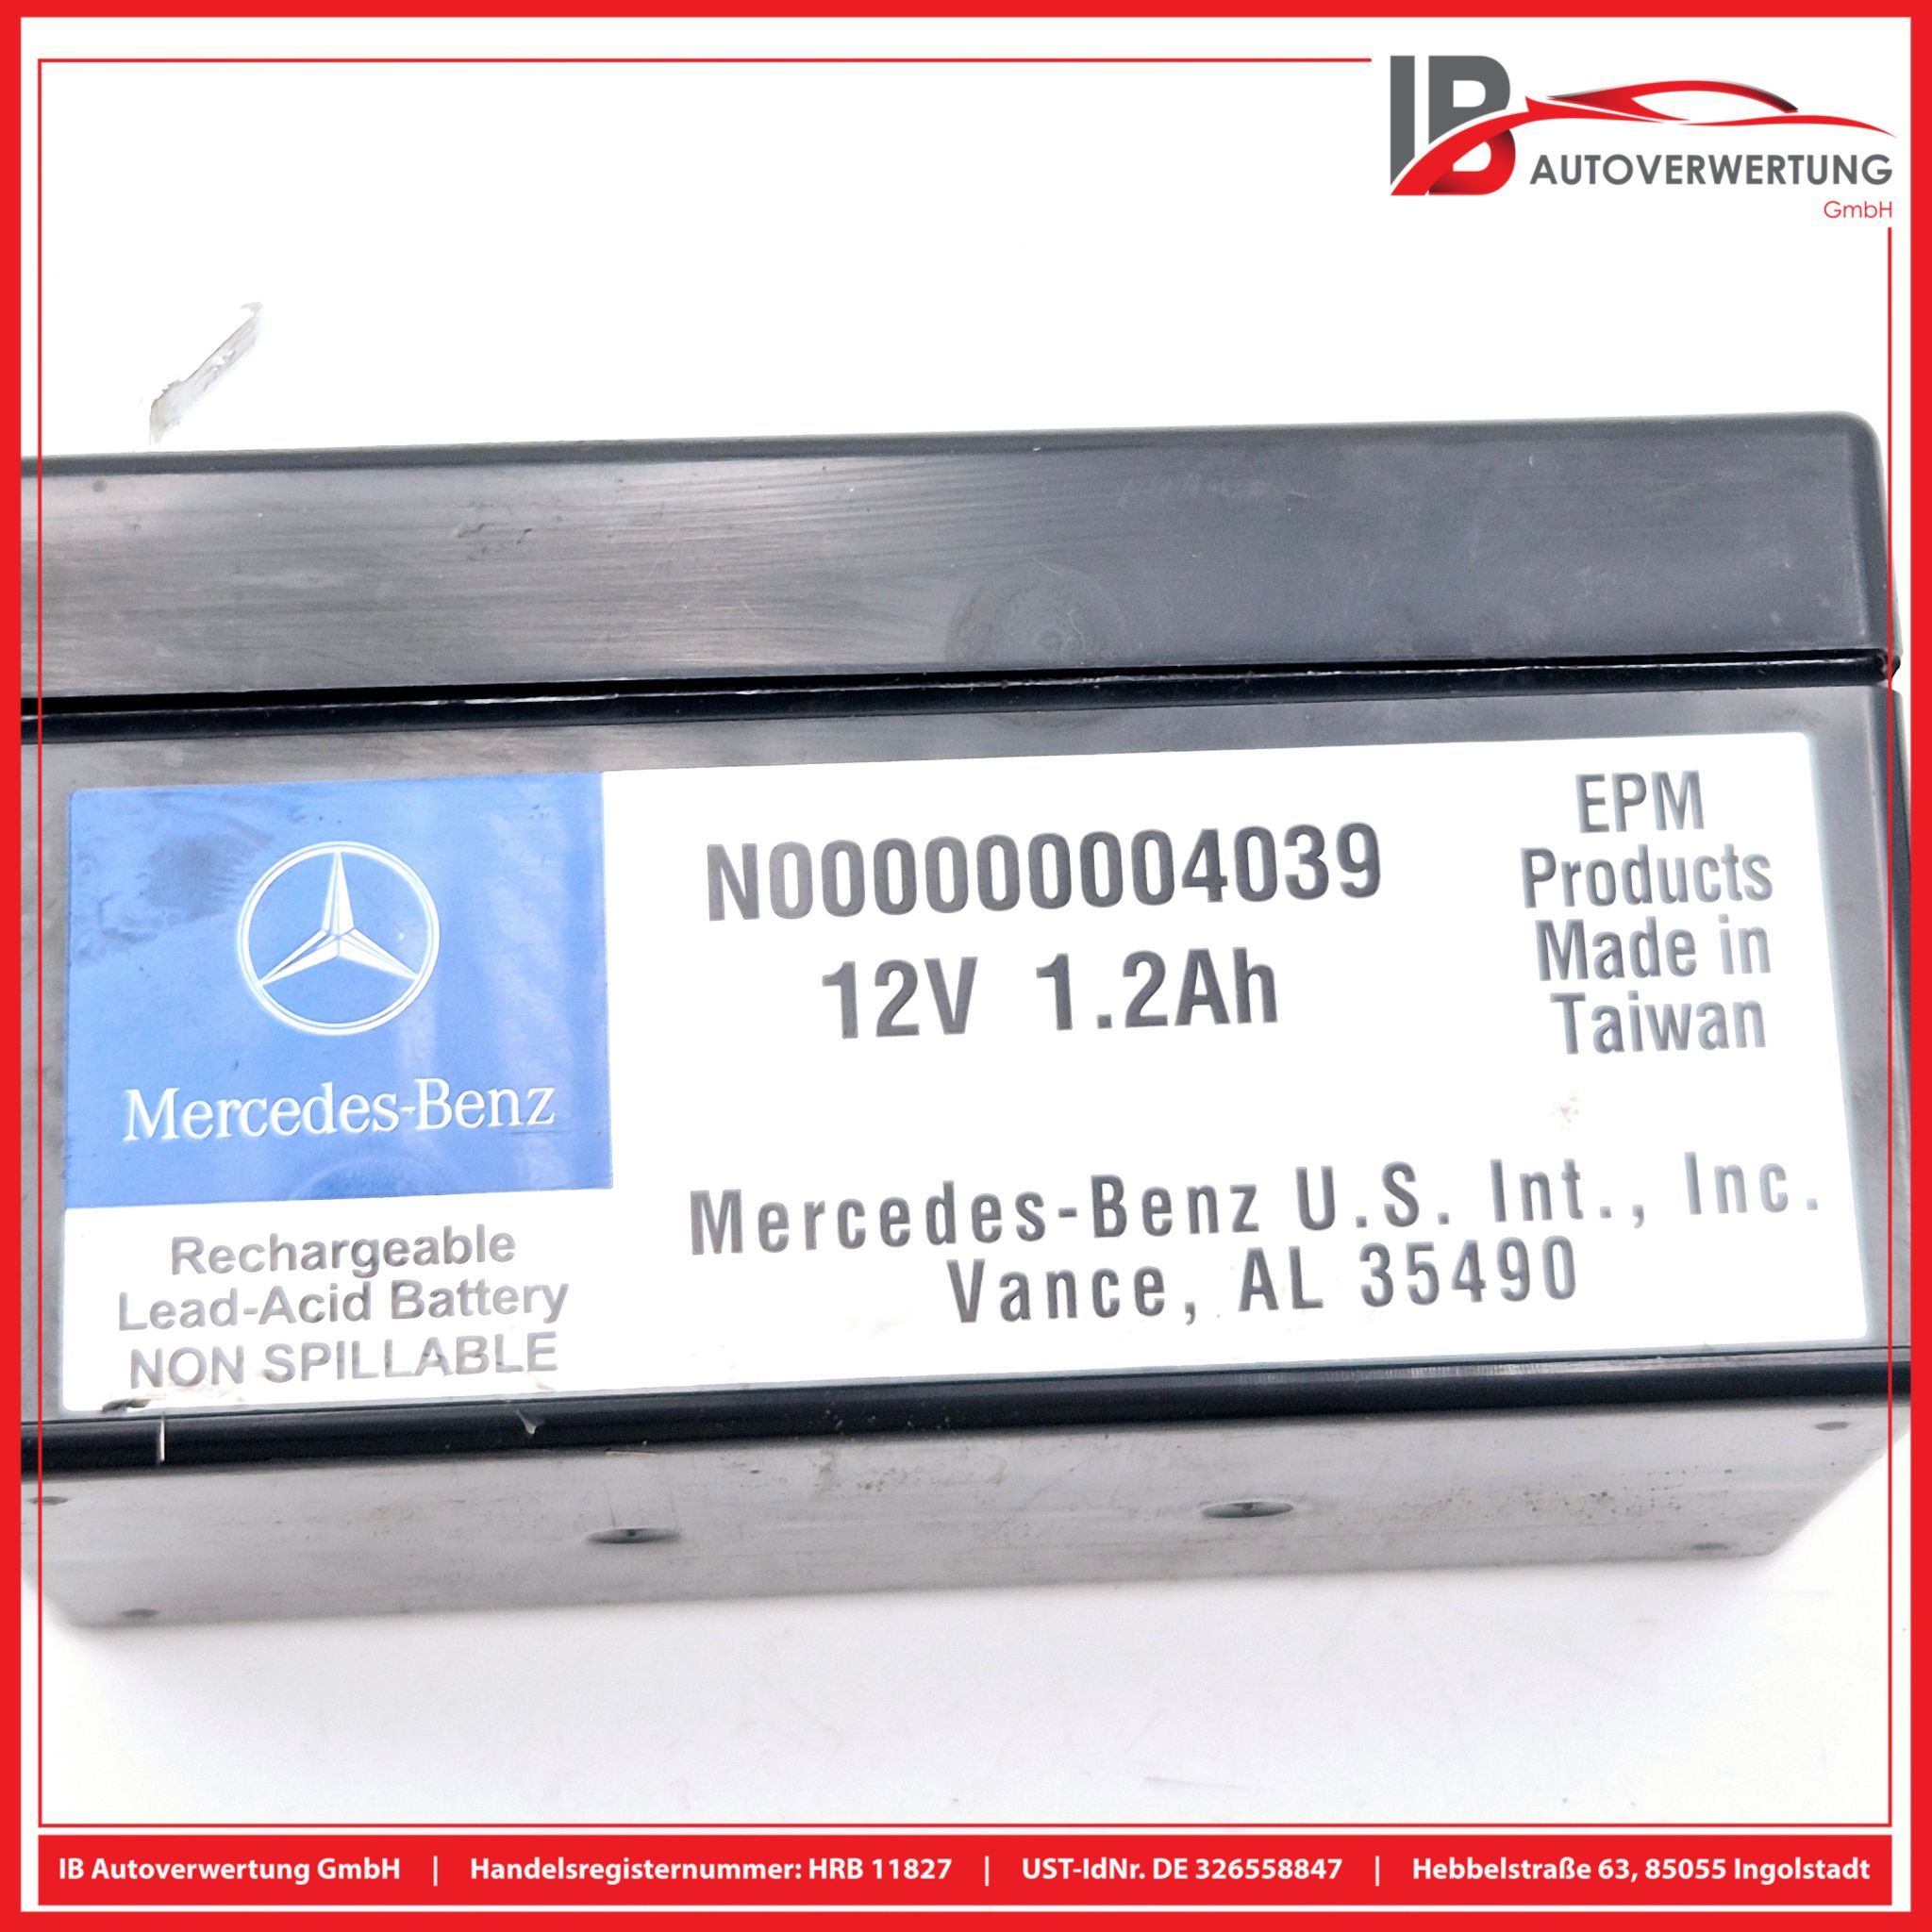 IB
AUTOVERWERTUNG
GmbH
N000000004039
12V 1.2Ah
EPM
Products
Made in
Taiwan
Mercedes-Benz
Rechargeable
Lead-Acid Battery
NON SPILLABLE
Mercedes-Benz U.S. Int., Inc.
Vance, AL 35490
IB Autoverwertung GmbH | Handelsregisternummer: HRB 11827 | UST-IdNr. DE 326558847 | Hebbelstraße 63, 85055 Ingolstadt